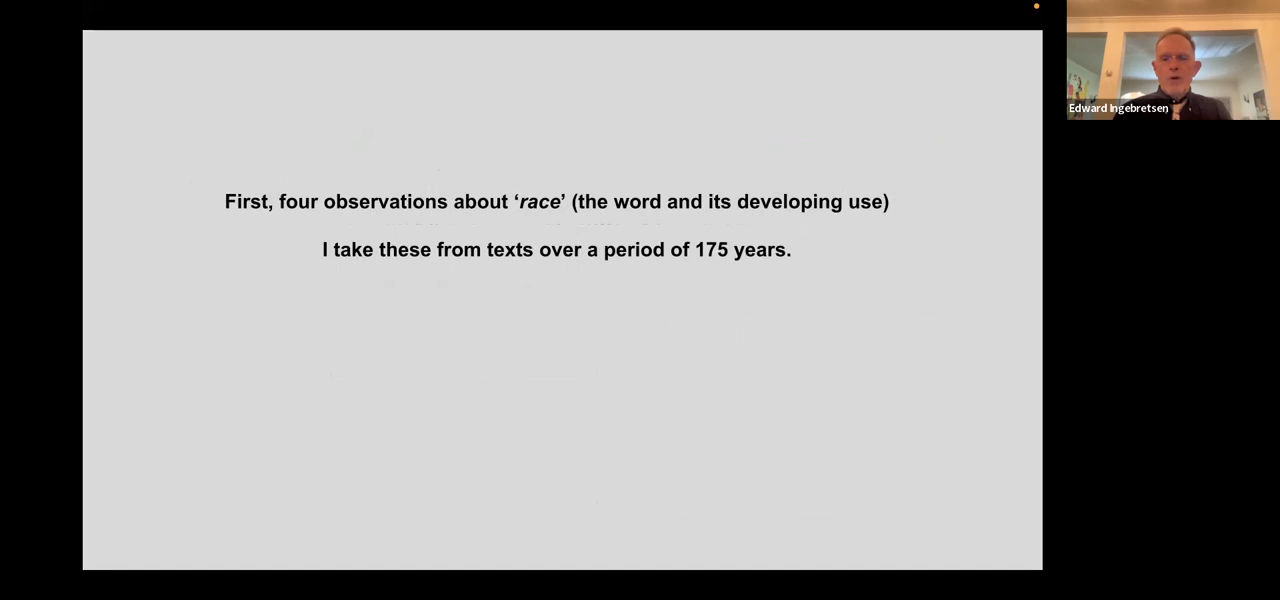 First, four observations about ‘race’ (the word and its developing use)
I take these from texts over a period of 175 years.
Edward Ingebretsen